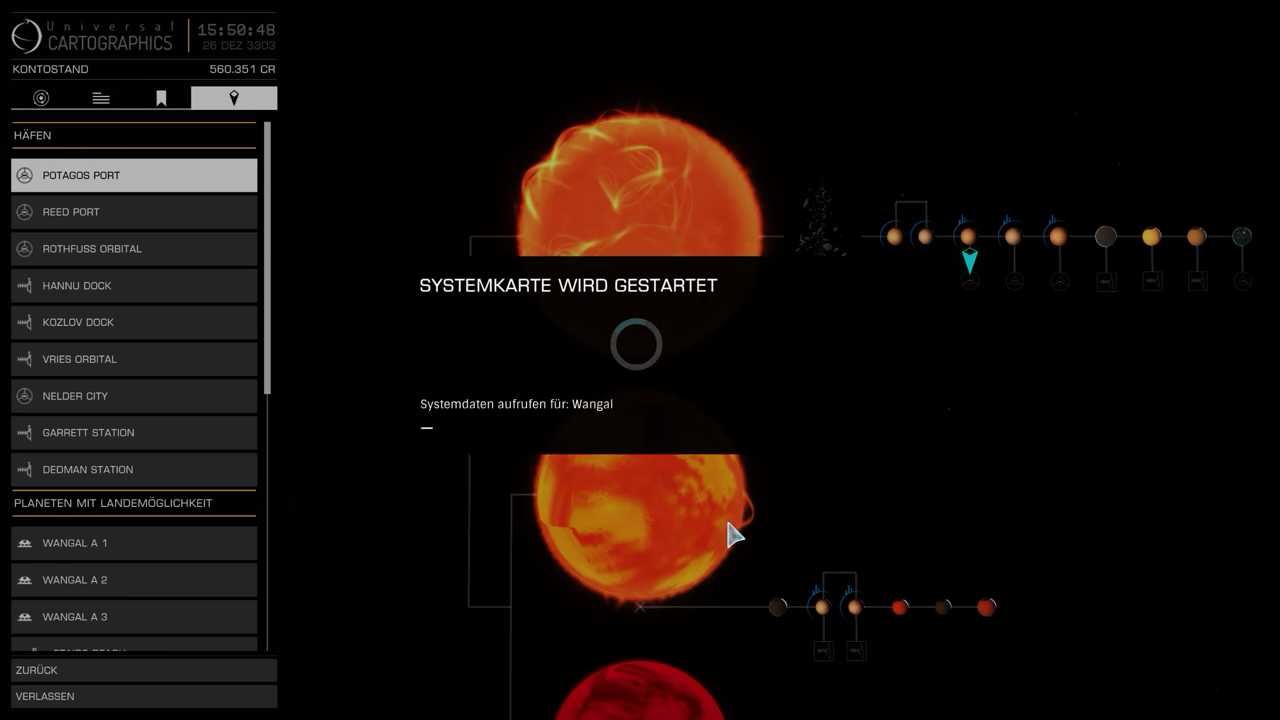 Universal
CARTOGRAPHICS
15:50:48
26 DEZ 3303
KONTOSTAND 560.351 CR
HÄFEN
POTAGOS PORT
REED PORT
ROTHFUSS ORBITAL
HANNU DOCK
KOZLOV DOCK
VRIES ORBITAL
NELDER CITY
GARRETT STATION
DEDMAN STATION
PLANETEN MIT LANDEMÖGLICHKEIT
WANGAL A 1
WANGAL A 2
WANGAL A 3
ZURÜCK
VERLASSEN
SYSTEMKARTE WIRD GESTARTET
Systemdaten aufrufen für: Wangal